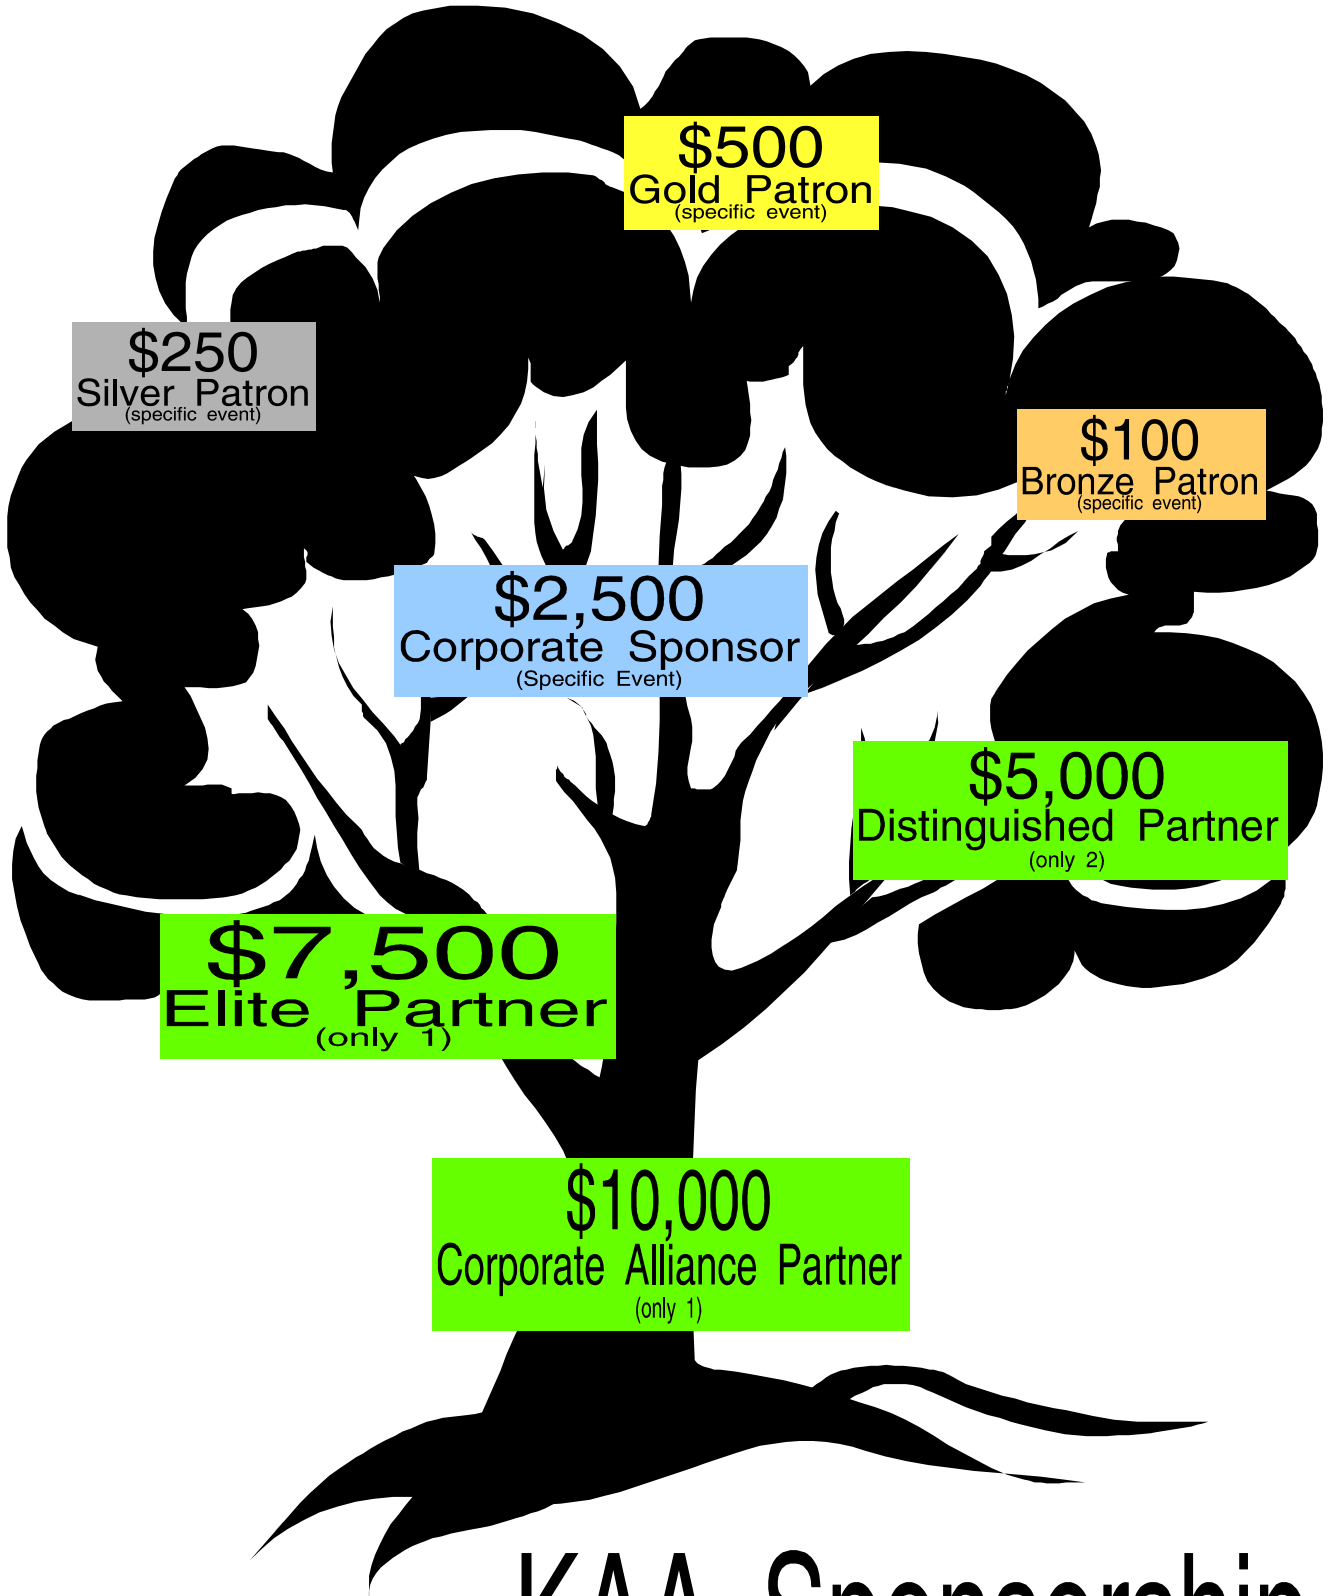 $500
Gold Patron
(specific event)
$250
Silver Patron
(specific event)
$100
Bronze Patron
(specific event)
$2,500
Corporate Sponsor
(Specific Event)
$5,000
Distinguished Partner
(only 2)
$7,500
Elite Partner
(only 1)
$10,000
Corporate Alliance Partner
(only 1)
KAA Sponsorship